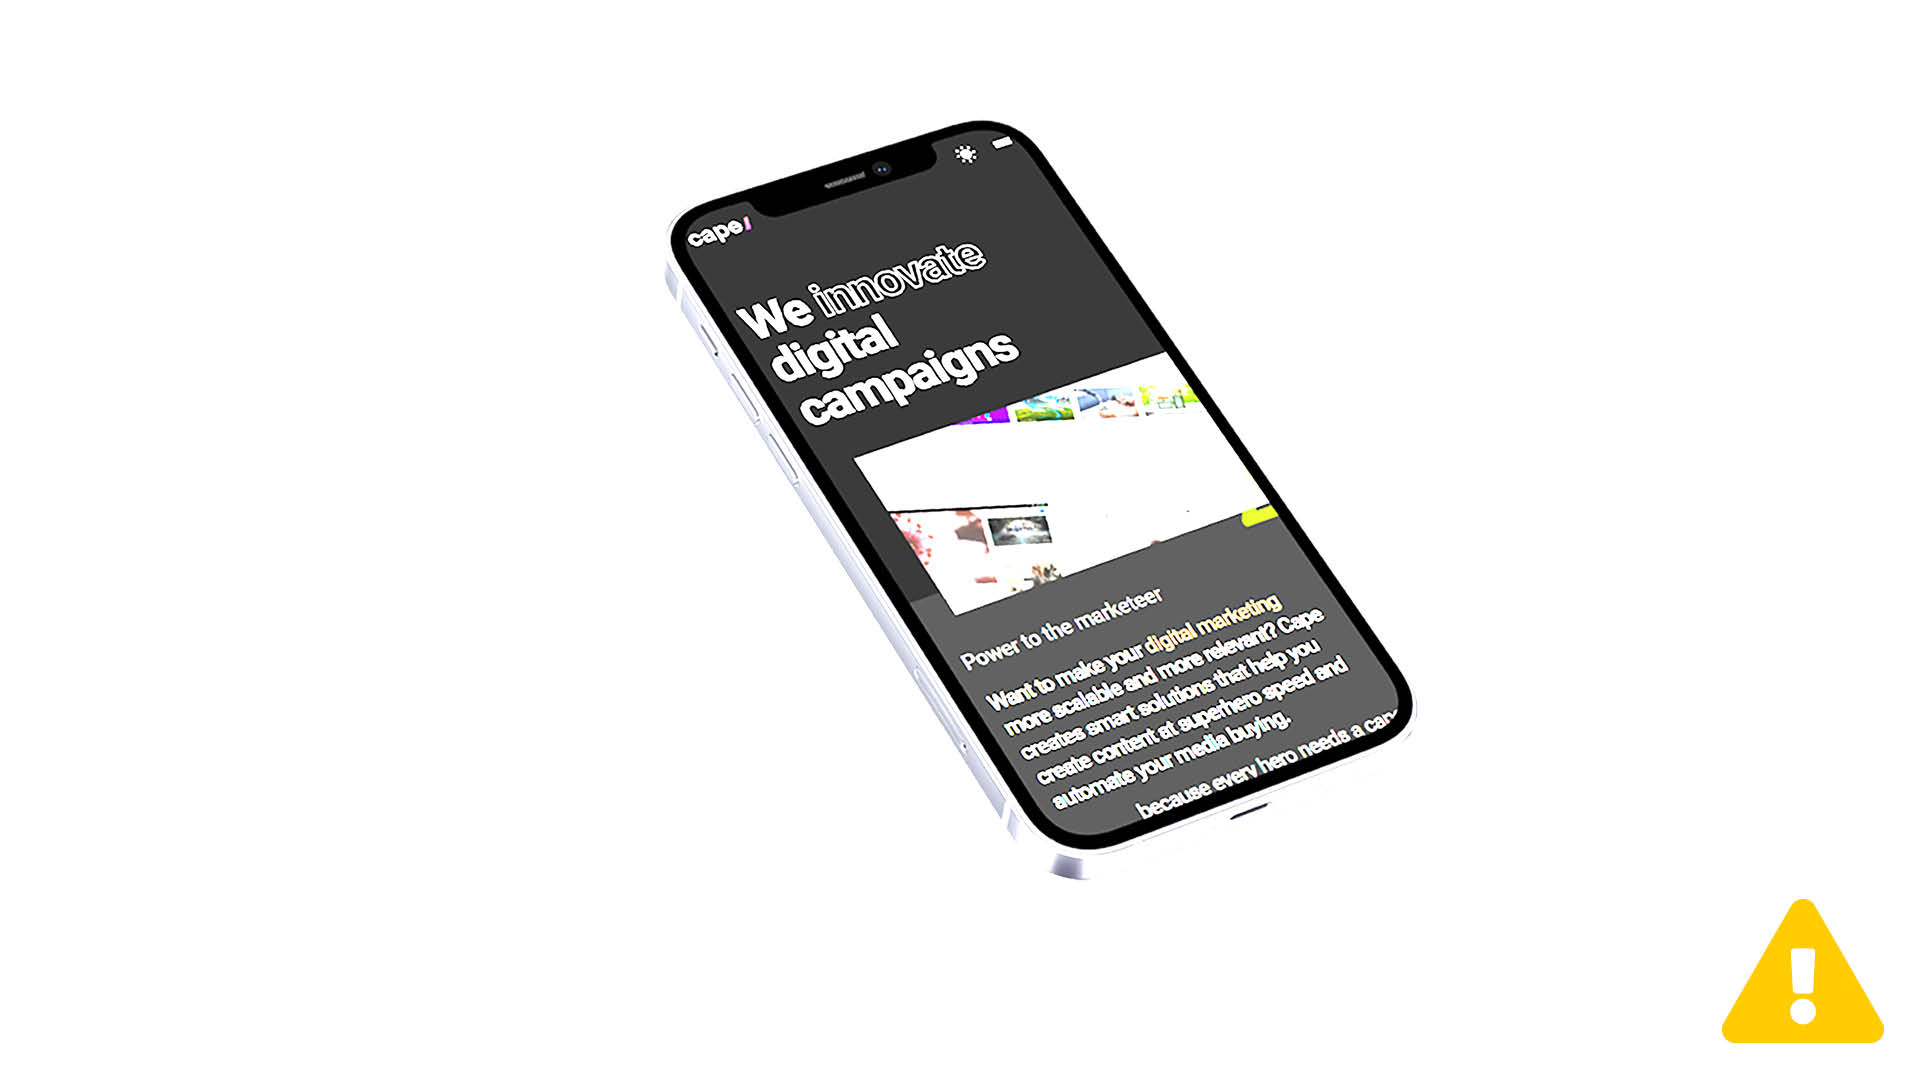 cape/
We innovate
digital
campaigns
Power to the marketeer
Want to make your digital marketing
more scalable and more relevant? Cape
creates smart solutions that help you
create content at superhero speed and
automate your media buying.
because every hero needs a
!